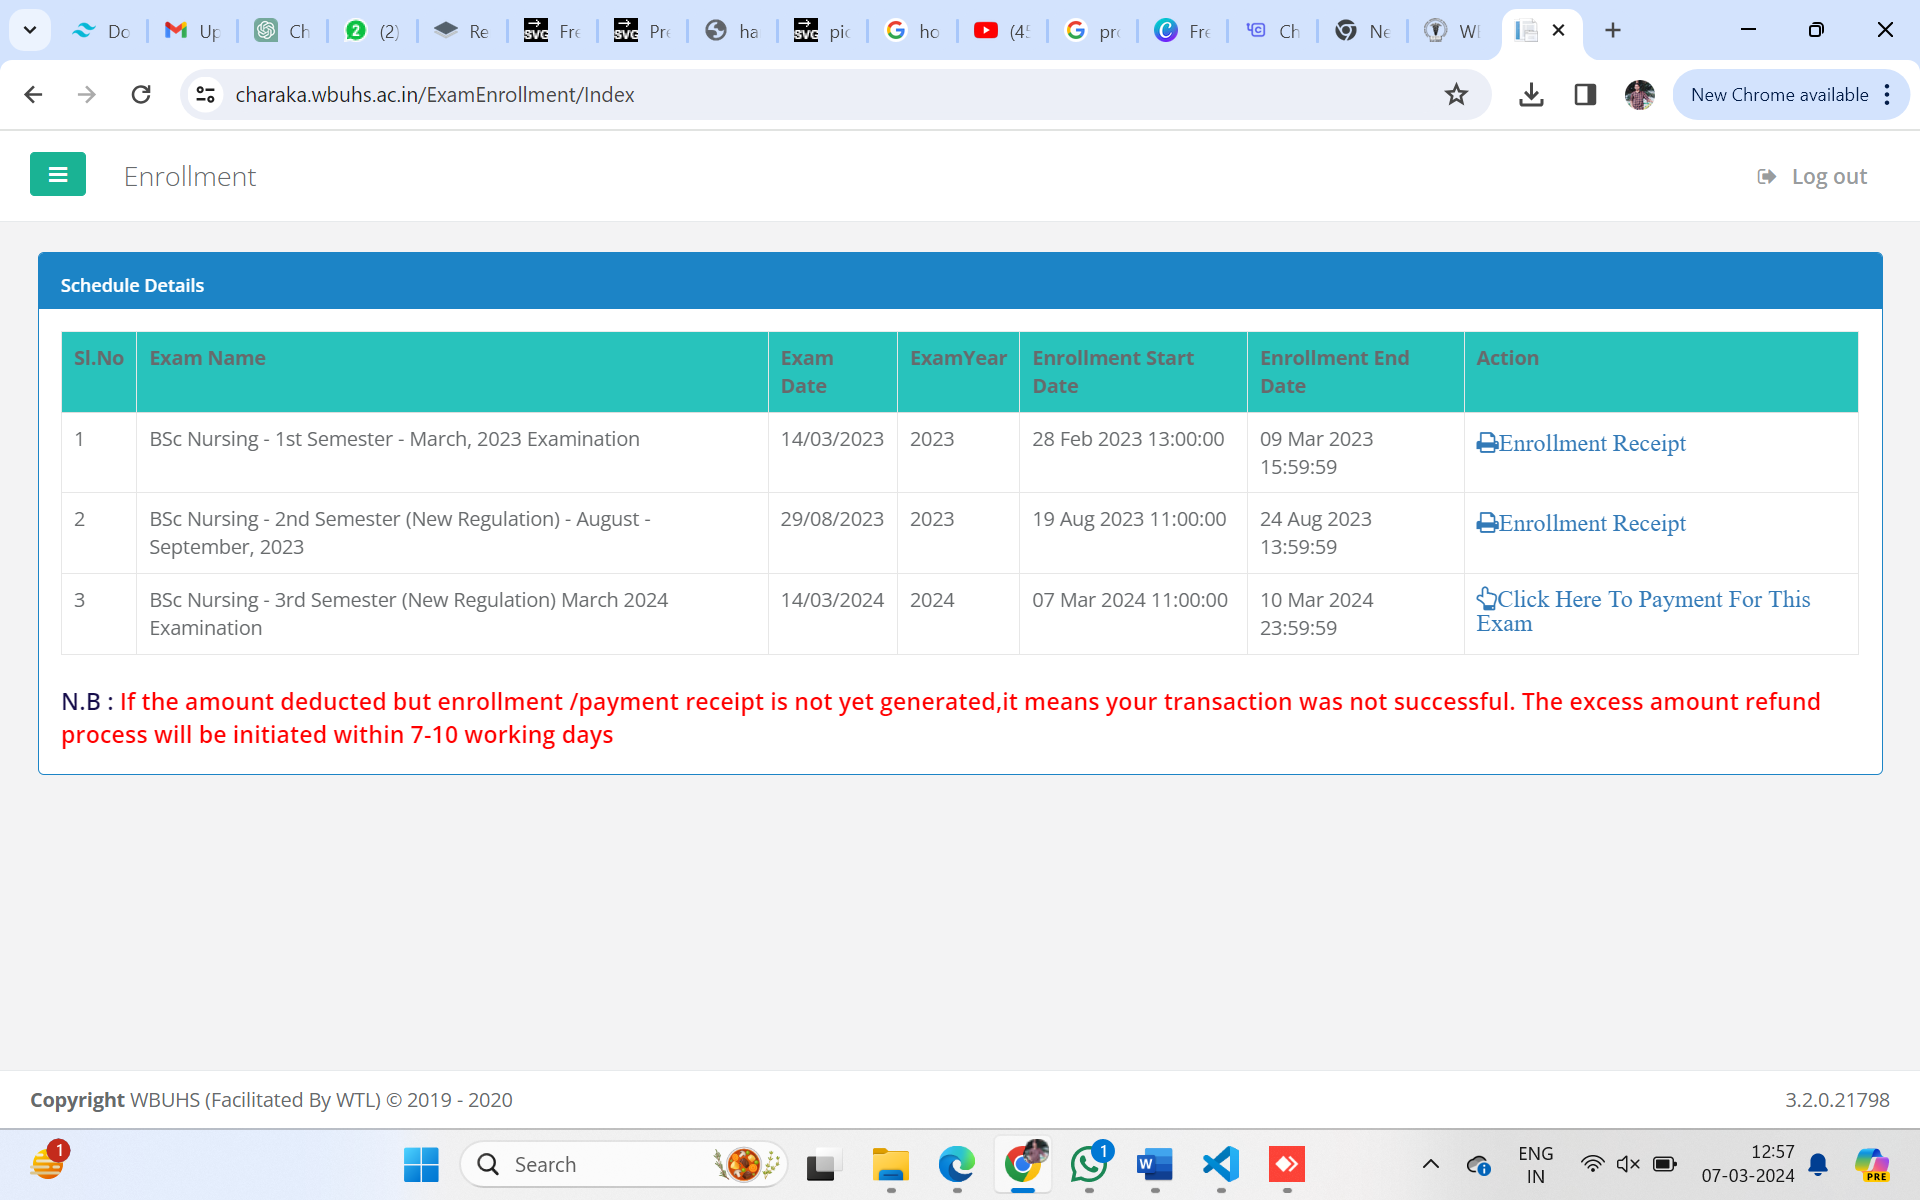 Do
Up
Ch
2
(2)
Re
SVG
Fre
SVG
Pre
ha
SVG
pic
ho
(45
pro
Fre
Ch
Ne
WB
charaka.wbuhs.ac.in/ExamEnrollment/Index
New Chrome available
Enrollment
Log out
Schedule Details
Sl.No
Exam Name
Exam
Date
ExamYear
Enrollment Start
Date
Enrollment End
Date
Action
1
BSc Nursing - 1st Semester - March, 2023 Examination
14/03/2023
2023
28 Feb 2023 13:00:00
09 Mar 2023
15:59:59
Enrollment Receipt
2
BSc Nursing - 2nd Semester (New Regulation) - August -
September, 2023
29/08/2023
2023
19 Aug 2023 11:00:00
24 Aug 2023
13:59:59
Enrollment Receipt
3
BSc Nursing - 3rd Semester (New Regulation) March 2024
Examination
14/03/2024
2024
07 Mar 2024 11:00:00
10 Mar 2024
23:59:59
Click Here To Payment For This
Exam
N.B : If the amount deducted but enrollment /payment receipt is not yet generated,it means your transaction was not successful. The excess amount refund
process will be initiated within 7-10 working days
Copyright WBUHS (Facilitated By WTL) © 2019 - 2020
3.2.0.21798
1
Search
1
W
ENG
IN
12:57
07-03-2024
PRE